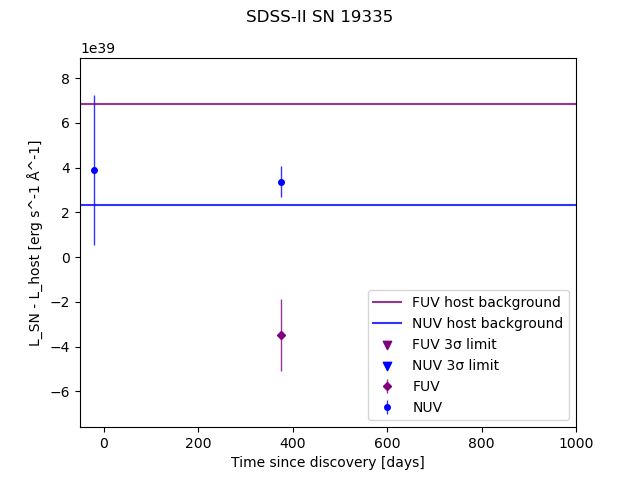 SDSS-II SN 19335
1e39
8
6
4
2
0
−2
−4
−6
L_SN - L_host [erg s^-1 Å^-1]
FUV host background
NUV host background
FUV 3σ limit
NUV 3σ limit
FUV
NUV
0 200 400 600 800 1000
Time since discovery [days]